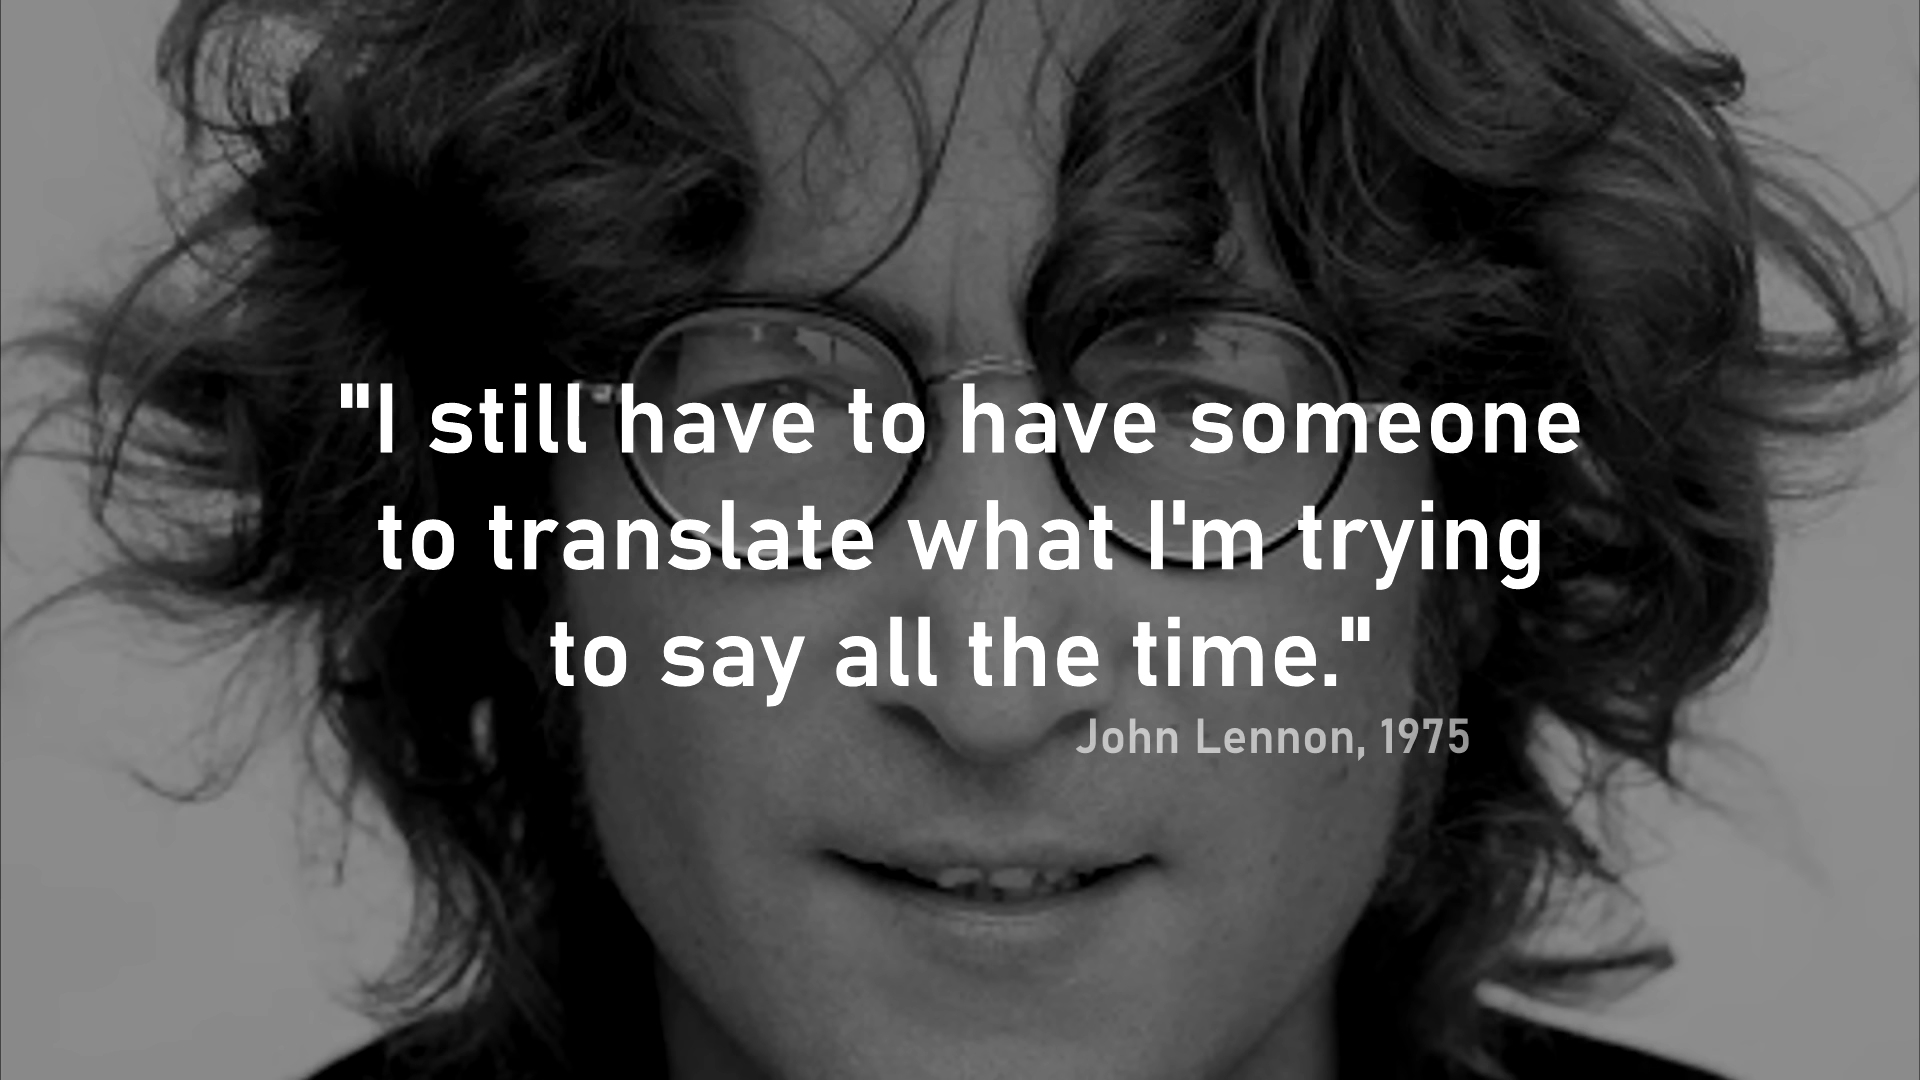 "I still have to have someone
to translate what I'm trying
to say all the time."
John Lennon, 1975